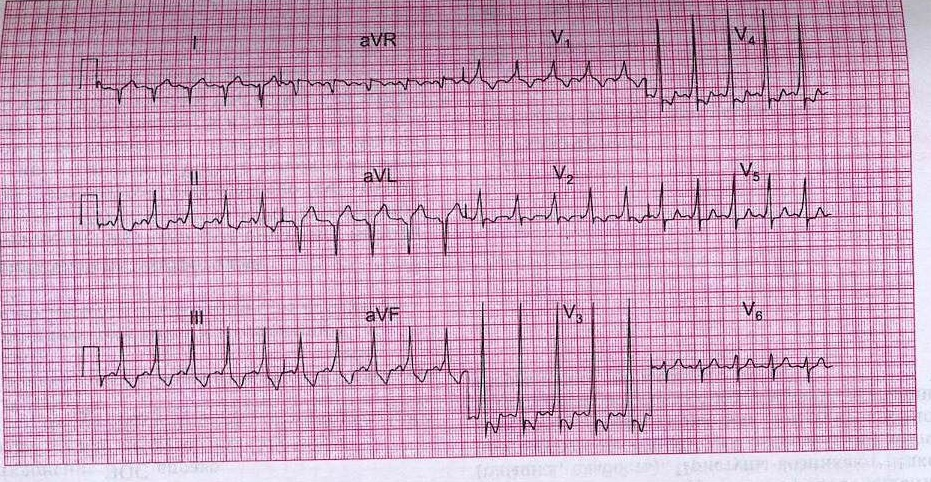 I aVR V₁ V₄
II aVL V₂ V₅
III aVF V₃ V₆